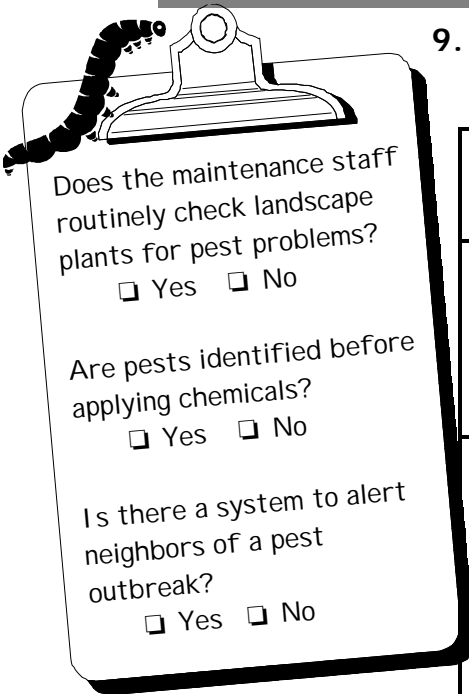 9.
Does the maintenance staff
routinely check landscape
plants for pest problems?
❏ Yes ❏ No
Are pests identified before
applying chemicals?
❏ Yes ❏ No
Is there a system to alert
neighbors of a pest
outbreak?
❏ Yes ❏ No